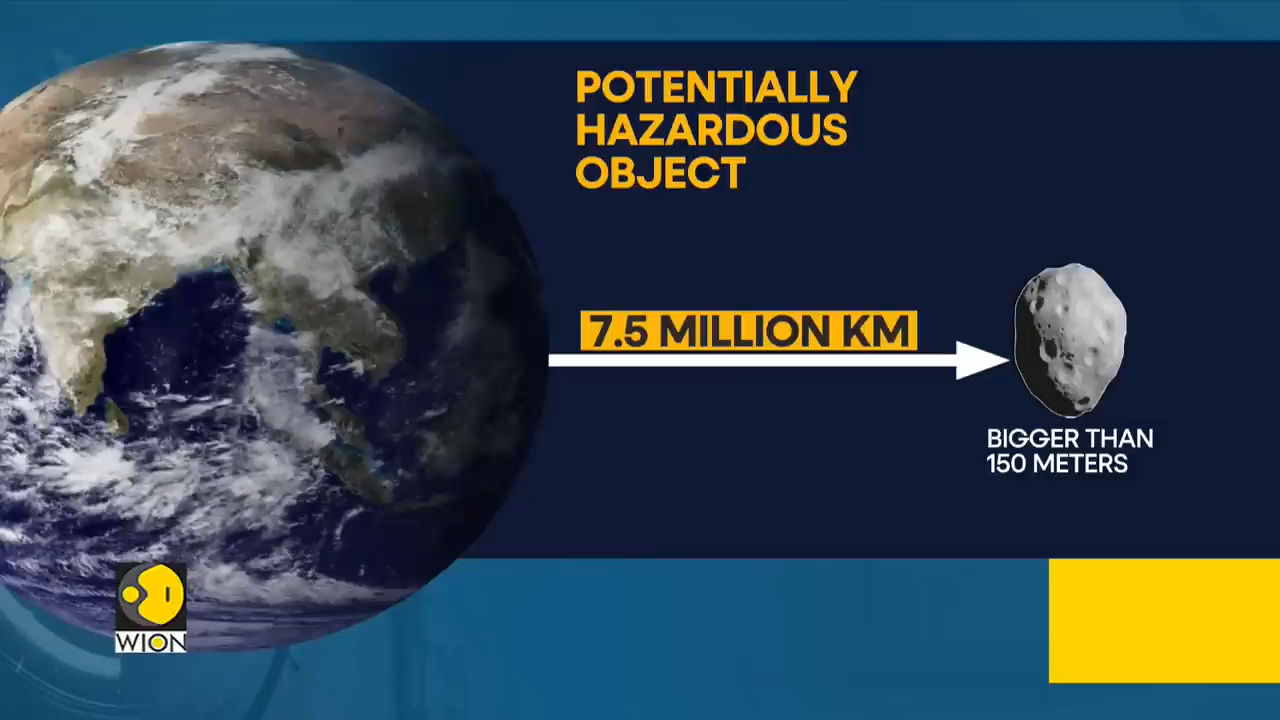 POTENTIALLY
HAZARDOUS
OBJECT
7.5 MILLION KM
BIGGER THAN
150 METERS
WION